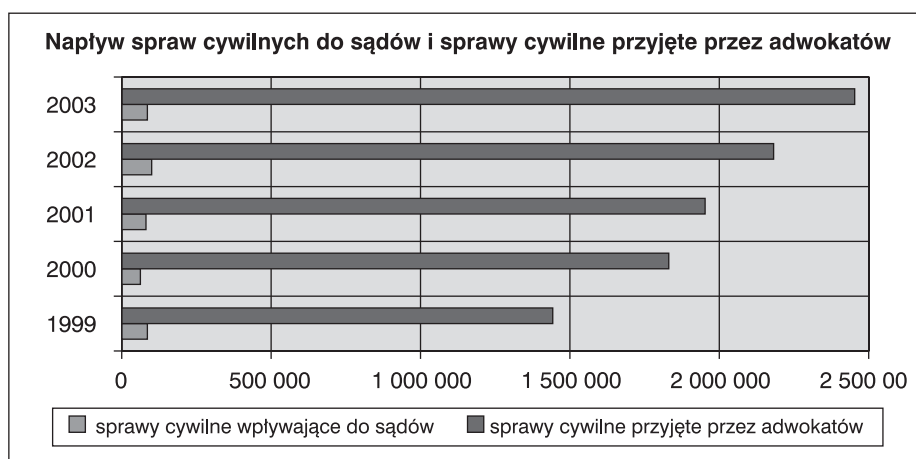 Napływ spraw cywilnych do sądów i sprawy cywilne przyjęte przez adwokatów
2003
2002
2001
2000
1999
0 500 000 1 000 000 1 500 000 2 000 000 2 500 00
sprawy cywilne wpływające do sądów sprawy cywilne przyjęte przez adwokatów